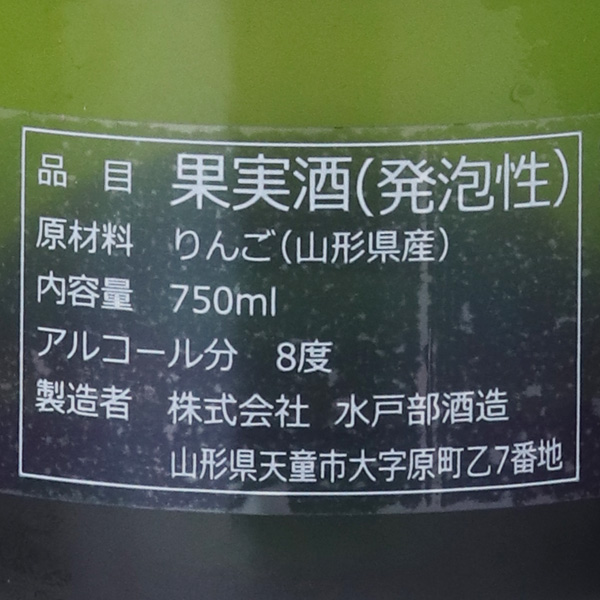 品　目　果実酒(発泡性)
原材料　りんご(山形県産)
内容量　750ml
アルコール分　8度
製造者　株式会社　水戸部酒造
山形県天童市大字原町乙7番地